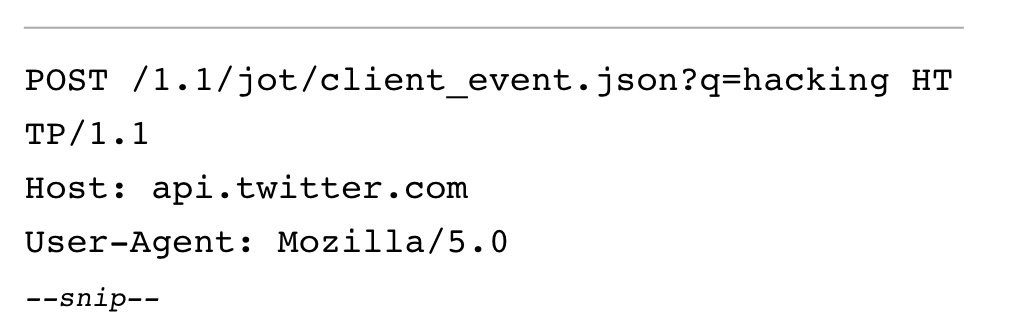 POST /1.1/jot/client_event.json?q=hacking HT
TP/1.1
Host: api.twitter.com
User-Agent: Mozilla/5.0
--snip--